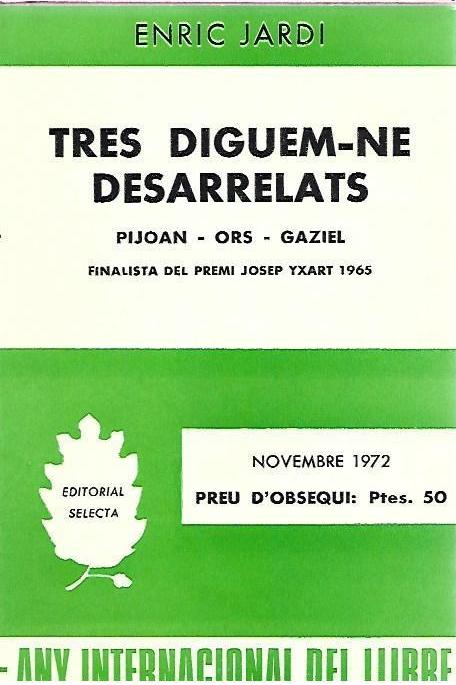 ENRIC JARDI
TRES DIGUEM-NE
DESARRELATS
PIJOAN - ORS - GAZIEL
FINALISTA DEL PREMI JOSEP YXART 1965
NOVEMBRE 1972
PREU D'OBSEQUI: Ptes. 50
EDITORIAL
SELECTA
- ANY INTERNACIONAL DEL LLIBRE